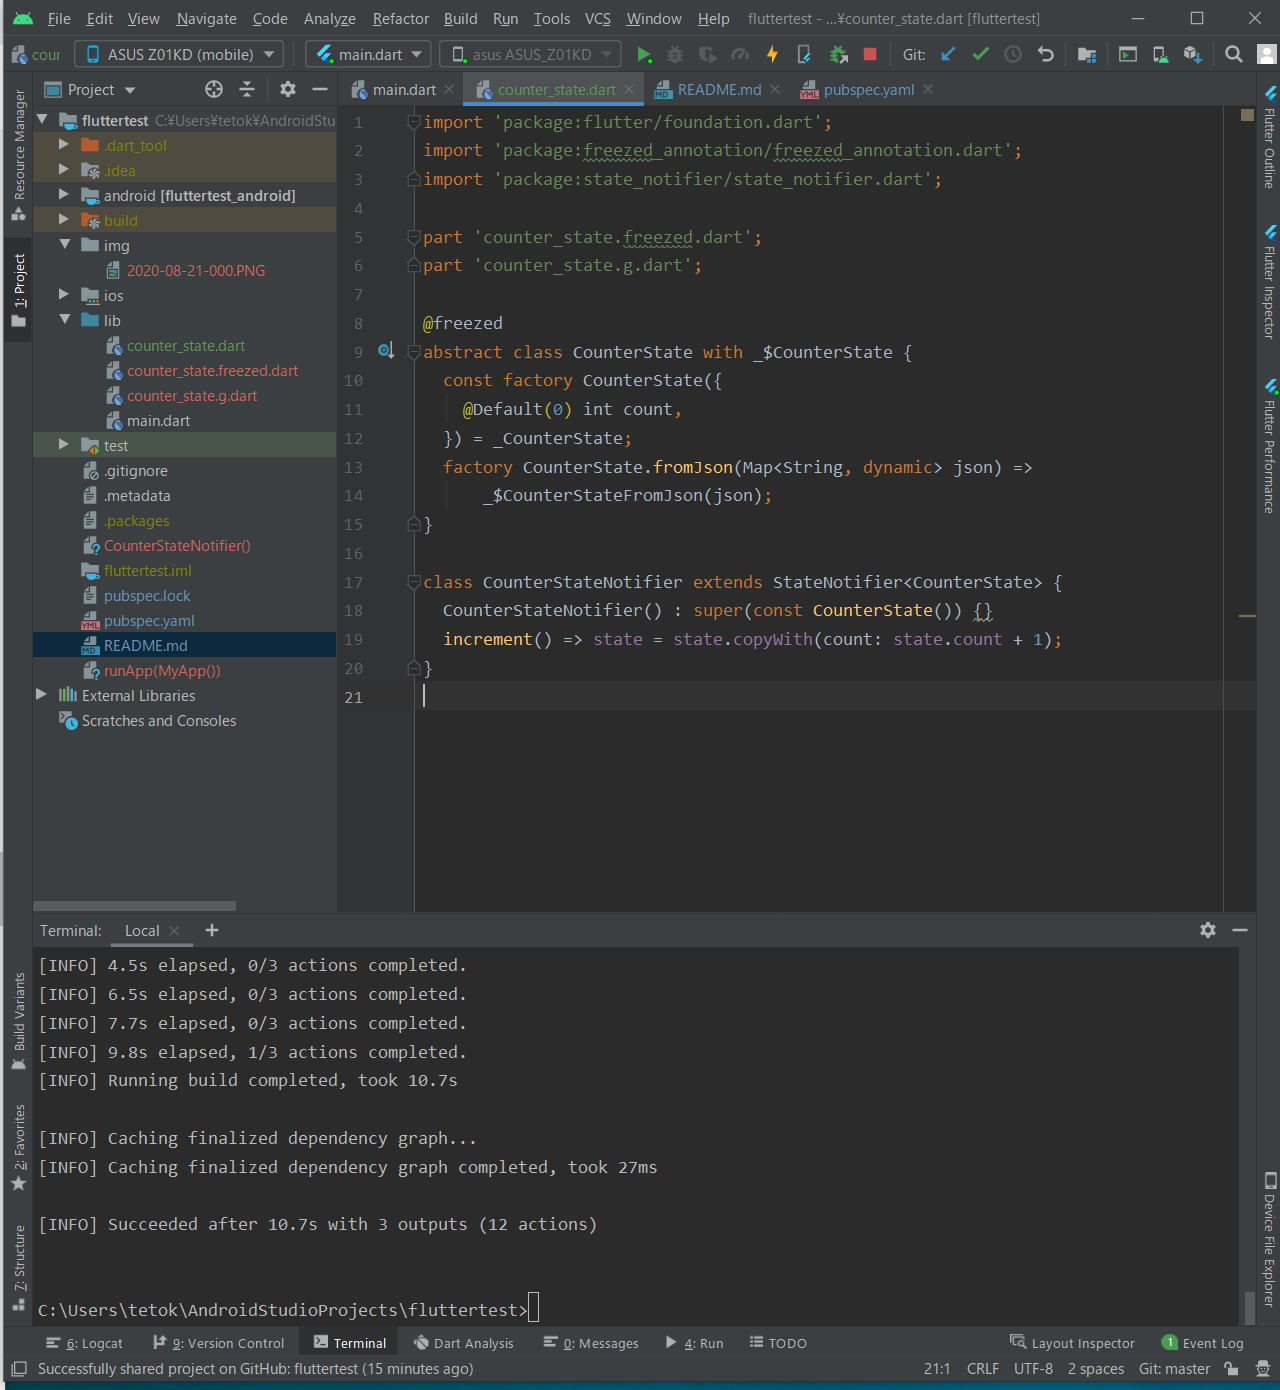 File Edit View Navigate Code Analyze Refactor Build Run Tools VCS Window Help fluttertest - ...¥counter_state.dart [fluttertest]
cour ASUS Z01KD (mobile) main.dart asus ASUS_Z01KD Git:
Project
main.dart counter_state.dart README.md pubspec.yaml
Resource Manager
1: Project
Build Variants
2: Favorites
7: Structure
fluttertest C:¥Users¥tetok¥AndroidStu
.dart_tool
.idea
android [fluttertest_android]
build
img
2020-08-21-000.PNG
ios
lib
counter_state.dart
counter_state.freezed.dart
counter_state.g.dart
main.dart
test
.gitignore
.metadata
.packages
CounterStateNotifier()
fluttertest.iml
pubspec.lock
pubspec.yaml
README.md
runApp(MyApp())
External Libraries
Scratches and Consoles
1 import 'package:flutter/foundation.dart';
2 import 'package:freezed_annotation/freezed_annotation.dart';
3 import 'package:state_notifier/state_notifier.dart';
4
5 part 'counter_state.freezed.dart';
6 part 'counter_state.g.dart';
7
8 @freezed
9 abstract class CounterState with _$CounterState {
10 const factory CounterState({
11 @Default(0) int count,
12 }) = _CounterState;
13 factory CounterState.fromJson(Map<String, dynamic> json) =>
14 _$CounterStateFromJson(json);
15 }
16
17 class CounterStateNotifier extends StateNotifier<CounterState> {
18 CounterStateNotifier() : super(const CounterState()) {}
19 increment() => state = state.copyWith(count: state.count + 1);
20 }
21
Flutter Outline
Flutter Inspector
Flutter Performance
Device File Explorer
Terminal: Local
[INFO] 4.5s elapsed, 0/3 actions completed.
[INFO] 6.5s elapsed, 0/3 actions completed.
[INFO] 7.7s elapsed, 0/3 actions completed.
[INFO] 9.8s elapsed, 1/3 actions completed.
[INFO] Running build completed, took 10.7s
[INFO] Caching finalized dependency graph...
[INFO] Caching finalized dependency graph completed, took 27ms
[INFO] Succeeded after 10.7s with 3 outputs (12 actions)
C:\Users\tetok\AndroidStudioProjects\fluttertest>
6: Logcat 9: Version Control Terminal Dart Analysis 0: Messages 4: Run TODO Layout Inspector 1 Event Log
Successfully shared project on GitHub: fluttertest (15 minutes ago) 21:1 CRLF UTF-8 2 spaces Git: master